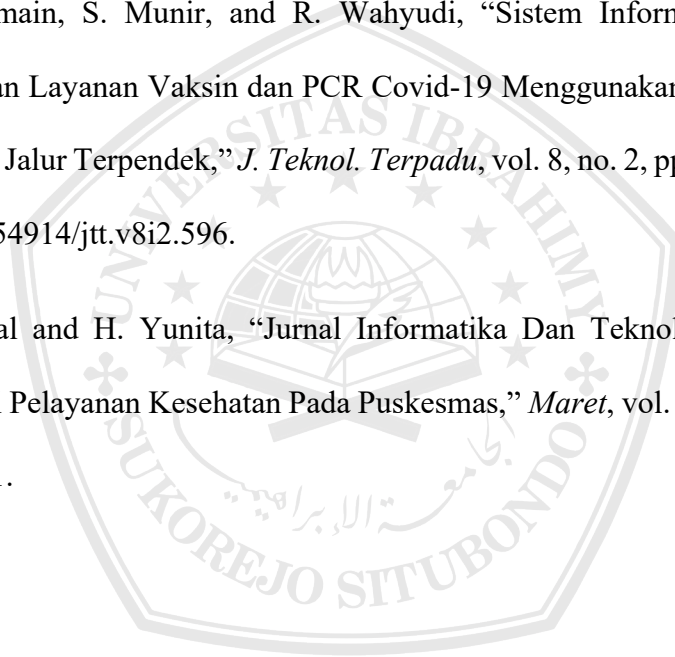 main, S. Munir, and R. Wahyudi, “Sistem Inform
an Layanan Vaksin dan PCR Covid-19 Menggunakan
Jalur Terpendek,” J. Teknol. Terpadu, vol. 8, no. 2, pp
54914/jtt.v8i2.596.
al and H. Yunita, “Jurnal Informatika Dan Teknol
Pelayanan Kesehatan Pada Puskesmas,” Maret, vol.
UNIVERSITAS IBRAHIMY
الجامعة الإبراهيمية
SUKOREJO SITUBONDO